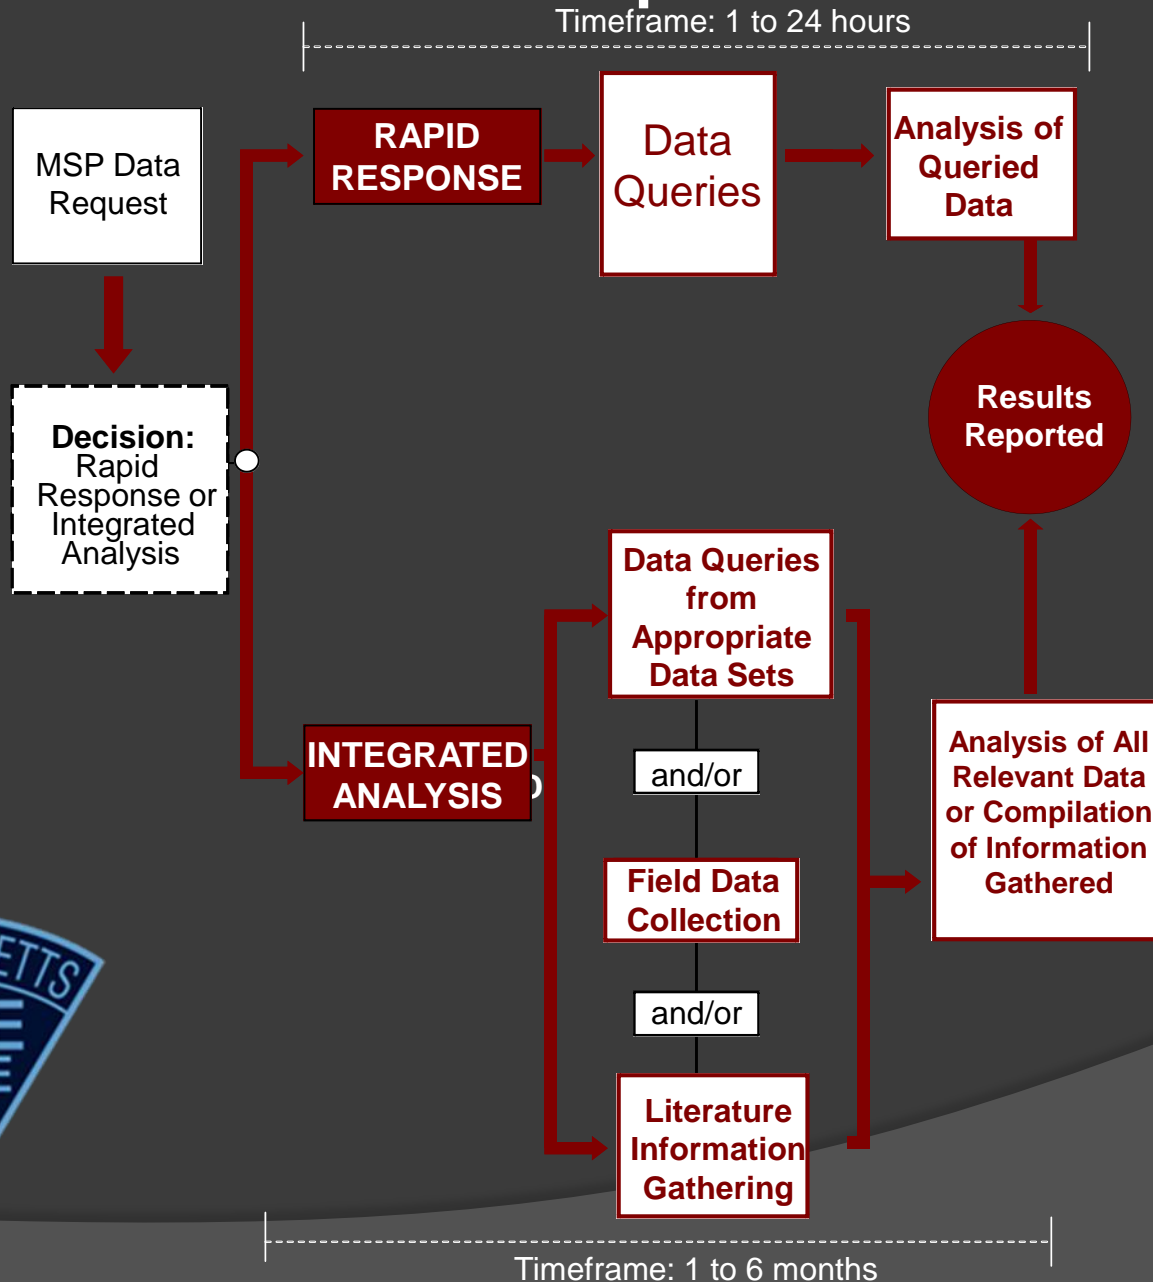 Timeframe: 1 to 24 hours
MSP Data
Request
RAPID
RESPONSE
Data
Queries
Analysis of
Queried
Data
Decision:
Rapid
Response or
Integrated
Analysis
Results
Reported
Data Queries
from
Appropriate
Data Sets
INTEGRATED
ANALYSIS
and/or
Field Data
Collection
and/or
Literature
Information
Gathering
Analysis of All
Relevant Data
or Compilation
of Information
Gathered
ETTS
Timeframe: 1 to 6 months